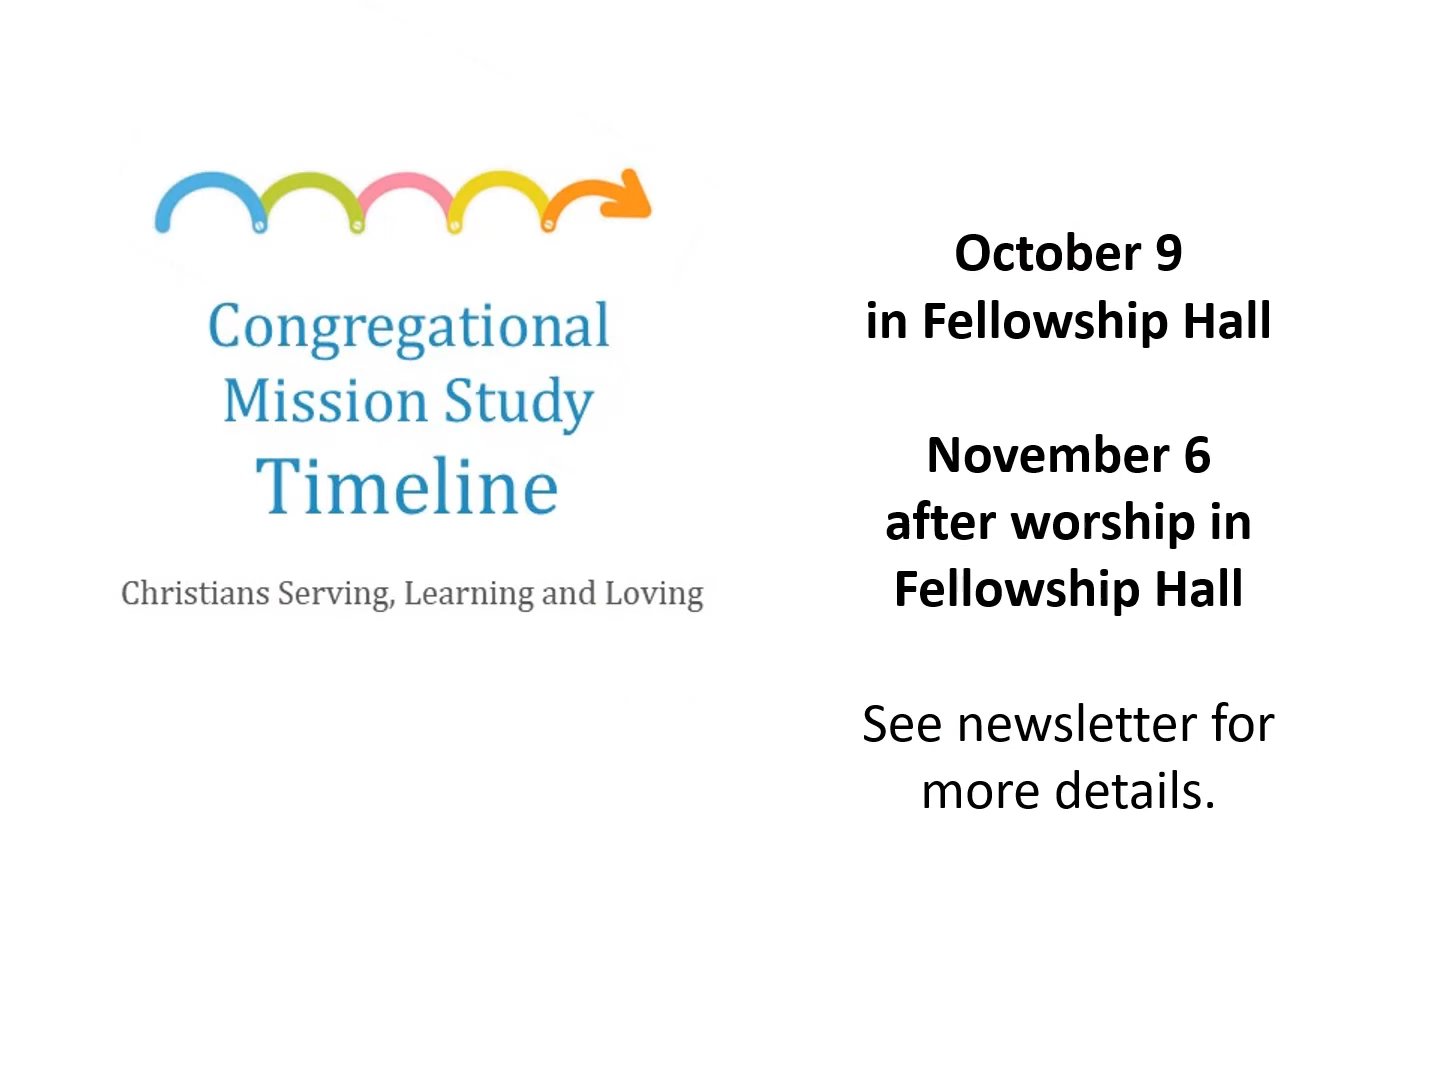 Congregational
Mission Study
Timeline
Christians Serving, Learning and Loving
October 9
in Fellowship Hall
November 6
after worship in
Fellowship Hall
See newsletter for
more details.